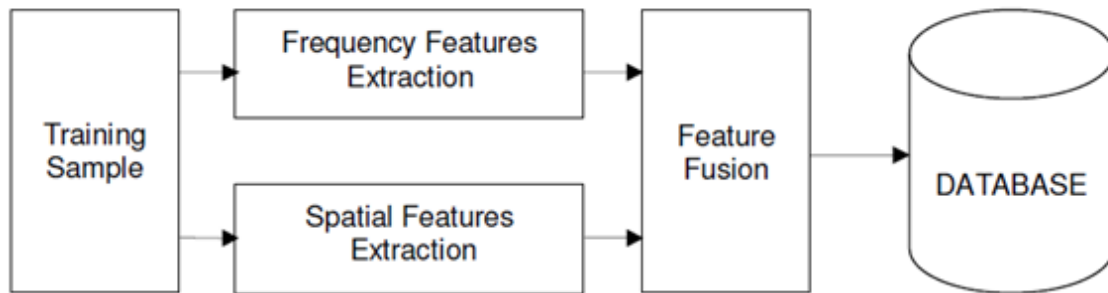 Training
Sample
Frequency Features
Extraction
Spatial Features
Extraction
Feature
Fusion
DATABASE